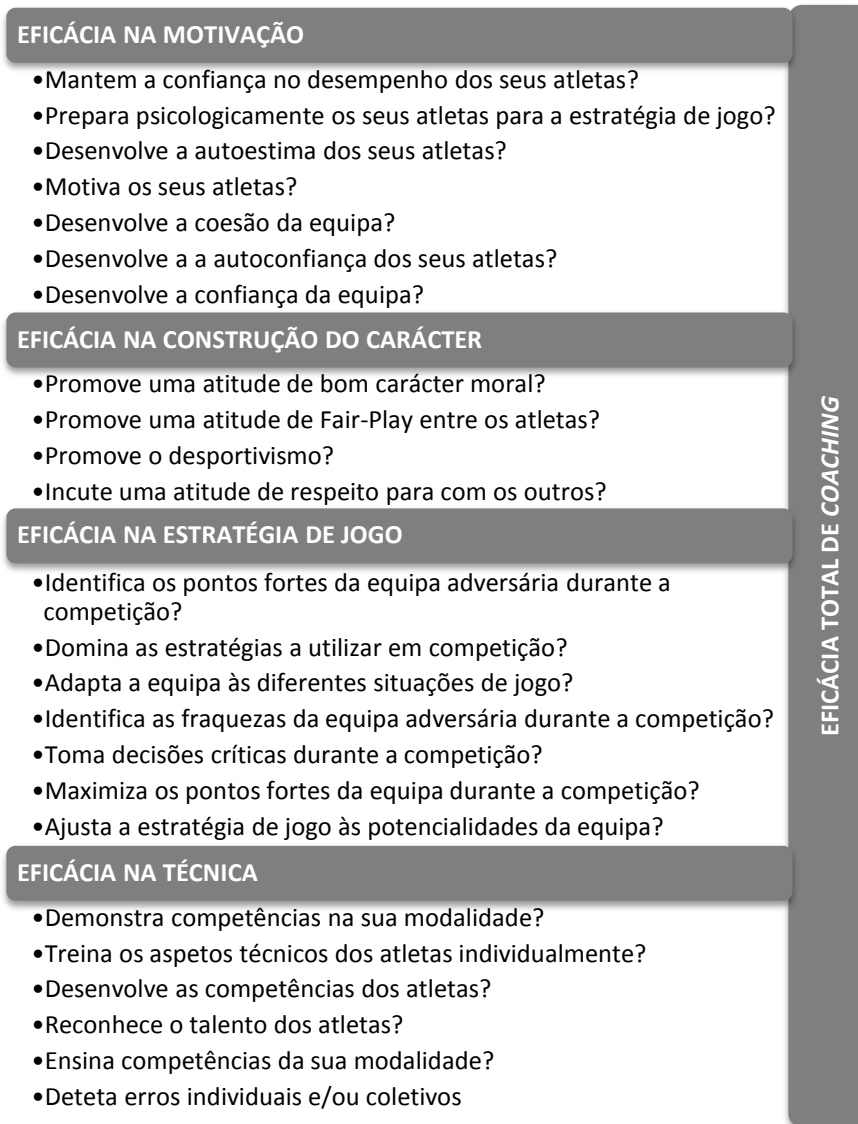 EFICÁCIA NA MOTIVAÇÃO
•Mantem a confiança no desempenho dos seus atletas?
•Prepara psicologicamente os seus atletas para a estratégia de jogo?
•Desenvolve a autoestima dos seus atletas?
•Motiva os seus atletas?
•Desenvolve a coesão da equipa?
•Desenvolve a a autoconfiança dos seus atletas?
•Desenvolve a confiança da equipa?
EFICÁCIA NA CONSTRUÇÃO DO CARÁCTER
•Promove uma atitude de bom carácter moral?
•Promove uma atitude de Fair-Play entre os atletas?
•Promove o desportivismo?
•Incute uma atitude de respeito para com os outros?
EFICÁCIA NA ESTRATÉGIA DE JOGO
•Identifica os pontos fortes da equipa adversária durante a
competição?
•Domina as estratégias a utilizar em competição?
•Adapta a equipa às diferentes situações de jogo?
•Identifica as fraquezas da equipa adversária durante a competição?
•Toma decisões críticas durante a competição?
•Maximiza os pontos fortes da equipa durante a competição?
•Ajusta a estratégia de jogo às potencialidades da equipa?
EFICÁCIA NA TÉCNICA
•Demonstra competências na sua modalidade?
•Treina os aspetos técnicos dos atletas individualmente?
•Desenvolve as competências dos atletas?
•Reconhece o talento dos atletas?
•Ensina competências da sua modalidade?
•Deteta erros individuais e/ou coletivos
EFICÁCIA TOTAL DE COACHING